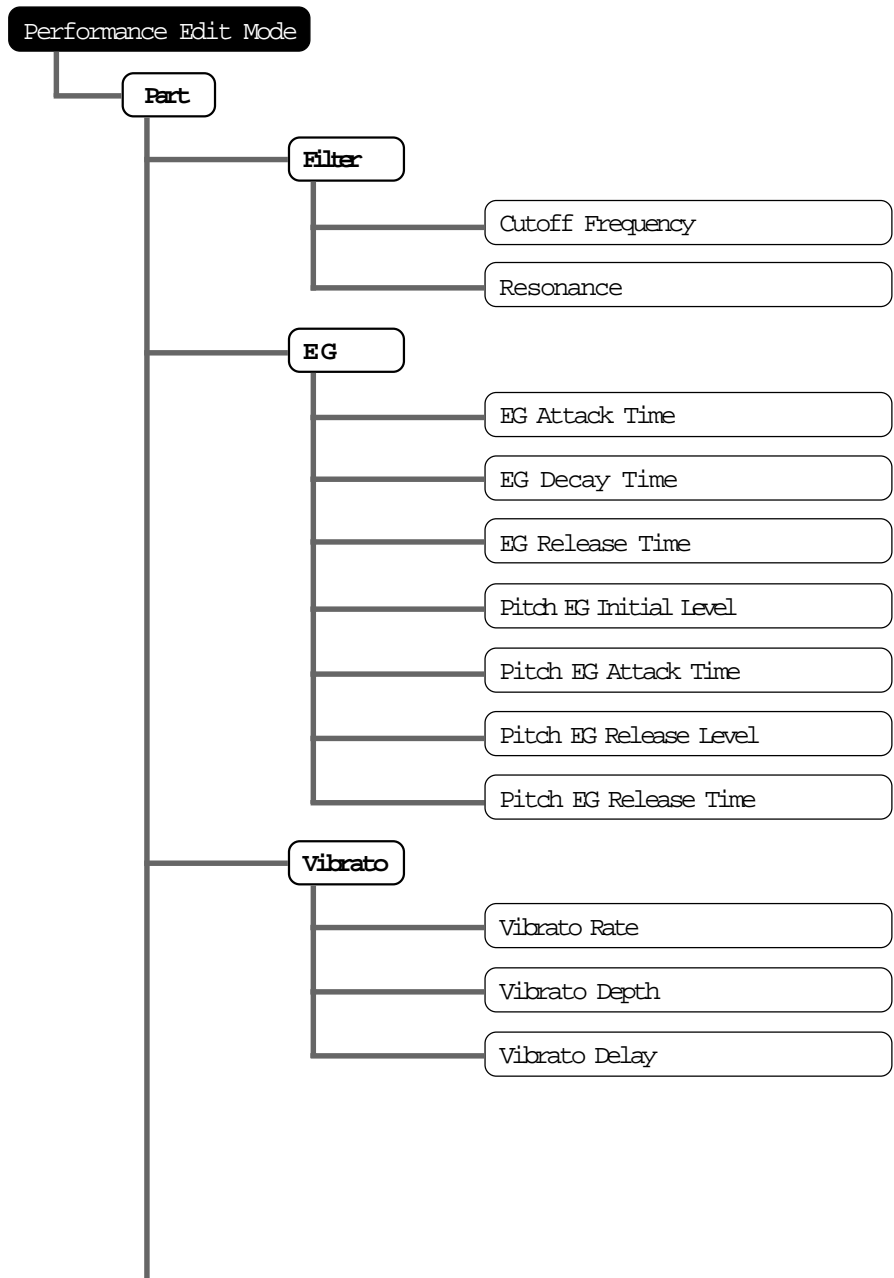 Performance Edit Mode
Part
Filter
Cutoff Frequency
Resonance
EG
EG Attack Time
EG Decay Time
EG Release Time
Pitch EG Initial Level
Pitch EG Attack Time
Pitch EG Release Level
Pitch EG Release Time
Vibrato
Vibrato Rate
Vibrato Depth
Vibrato Delay